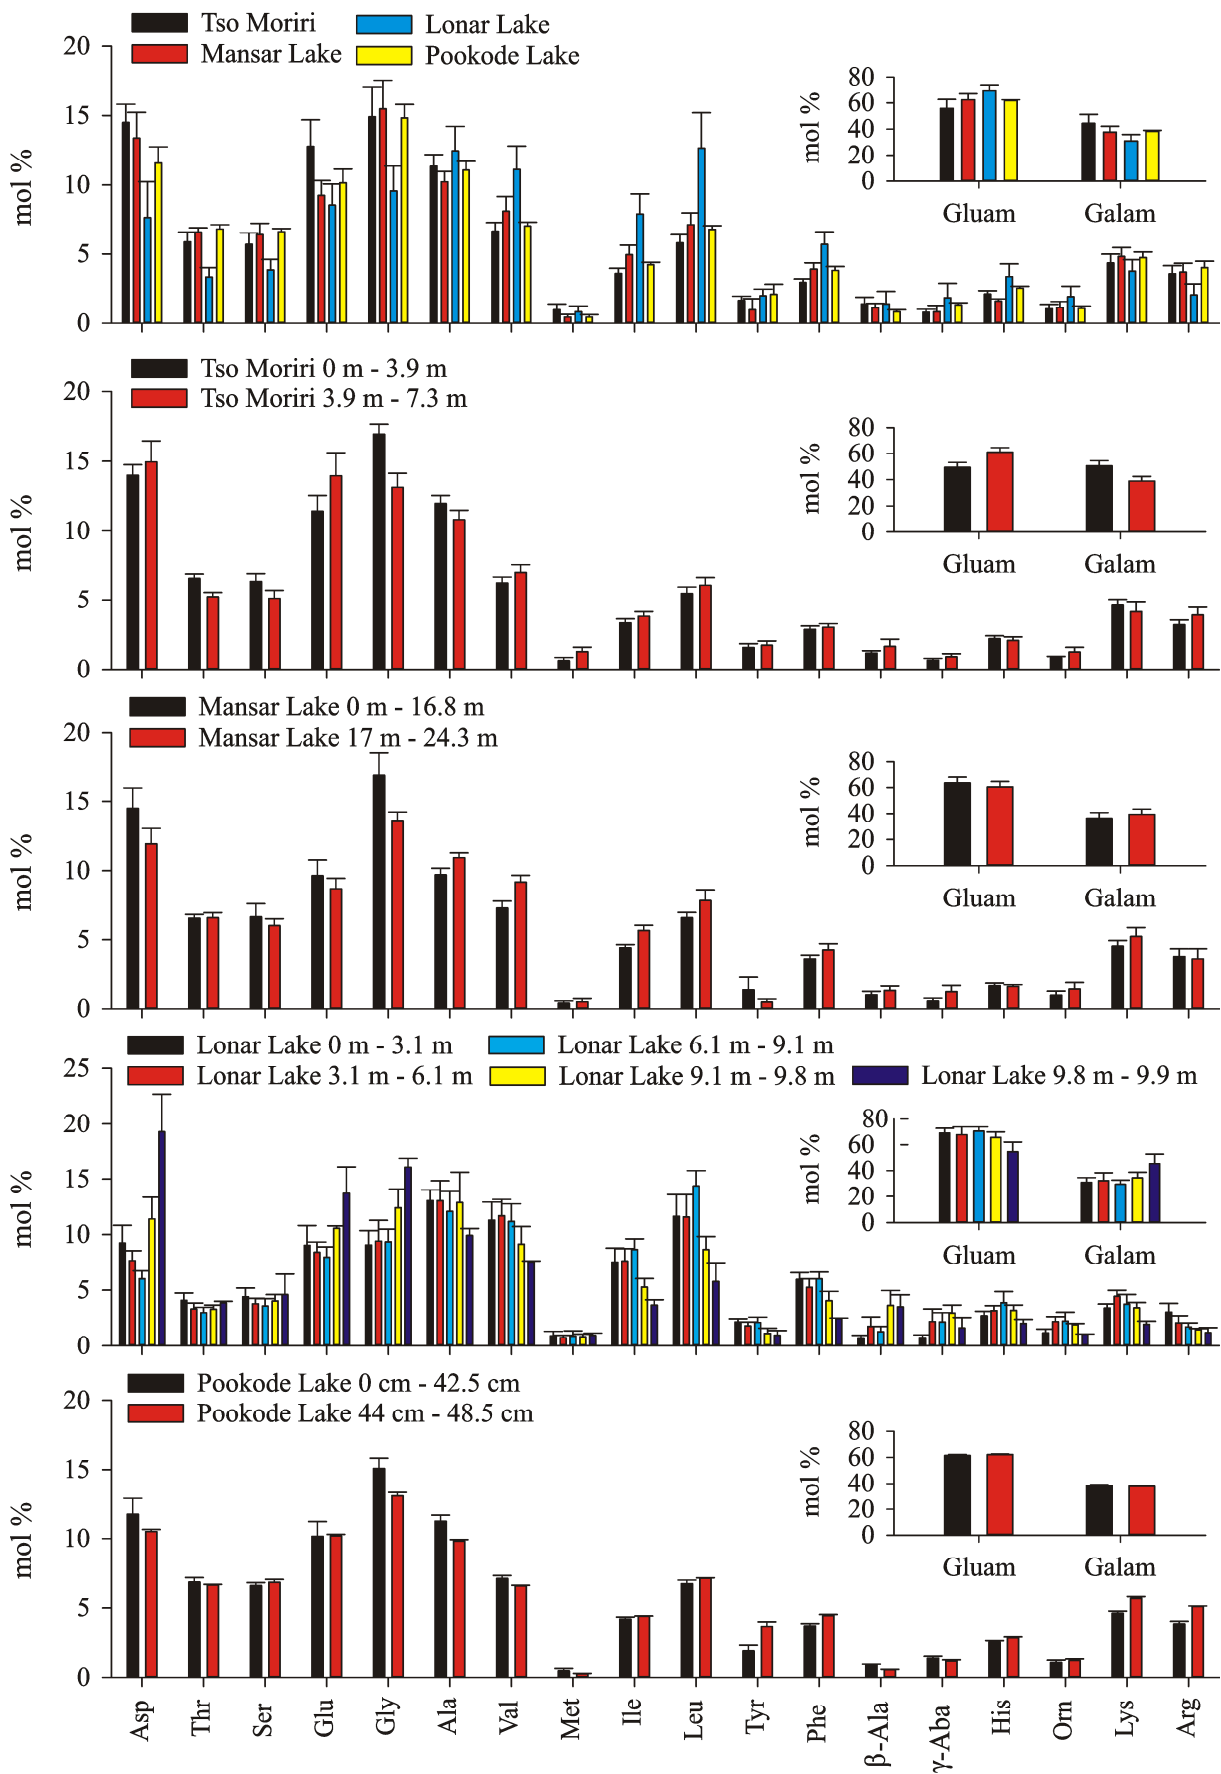 Tso Moriri
Lonar Lake
Mansar Lake
Pookode Lake
20
15
10
5
0
mol %
80
60
40
20
0
mol %
Gluam
Galam
Tso Moriri 0 m - 3.9 m
Tso Moriri 3.9 m - 7.3 m
20
15
10
5
0
mol %
80
60
40
20
0
mol %
Gluam
Galam
Mansar Lake 0 m - 16.8 m
Mansar Lake 17 m - 24.3 m
20
15
10
5
0
mol %
80
60
40
20
0
mol %
Gluam
Galam
Lonar Lake 0 m - 3.1 m
Lonar Lake 6.1 m - 9.1 m
Lonar Lake 3.1 m - 6.1 m
Lonar Lake 9.1 m - 9.8 m
Lonar Lake 9.8 m - 9.9 m
25
20
15
10
5
0
mol %
80
60
40
20
0
mol %
Gluam
Galam
Pookode Lake 0 cm - 42.5 cm
Pookode Lake 44 cm - 48.5 cm
20
15
10
5
0
mol %
80
60
40
20
0
mol %
Gluam
Galam
Asp
Thr
Ser
Glu
Gly
Ala
Val
Met
Ile
Leu
Tyr
Phe
β-Ala
γ-Aba
His
Orn
Lys
Arg